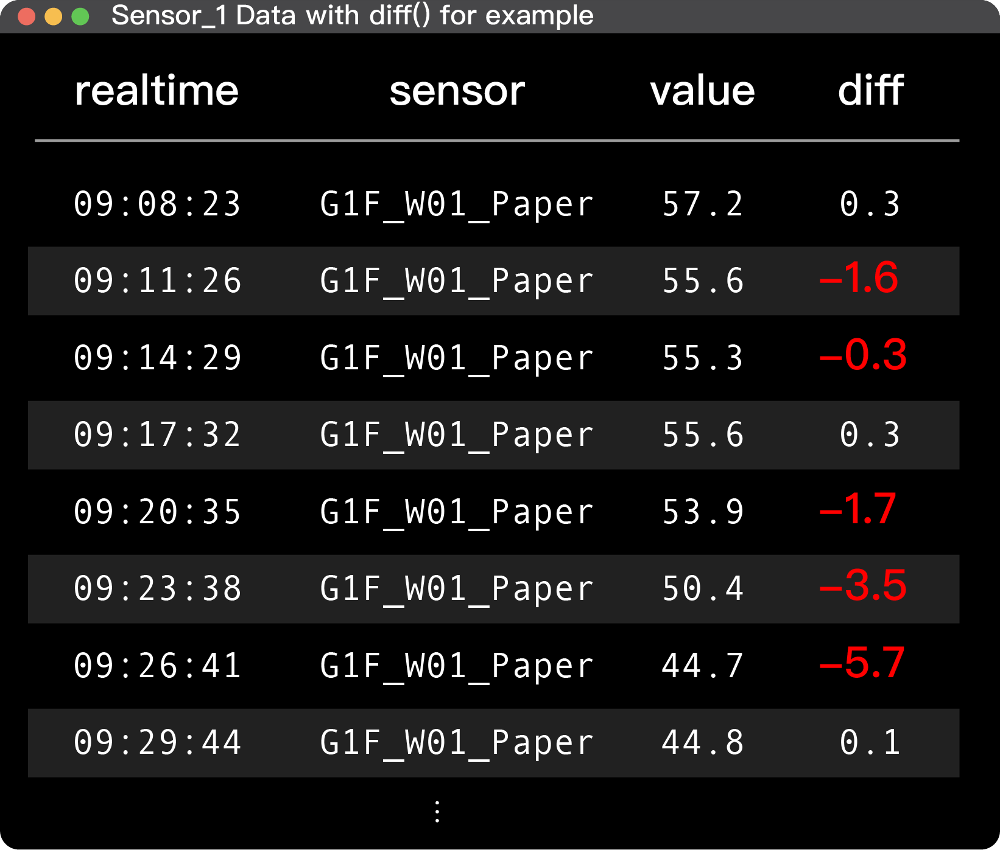 Sensor_1 Data with diff() for example
realtime sensor value diff
09:08:23 G1F_W01_Paper 57.2 0.3
09:11:26 G1F_W01_Paper 55.6 –1.6
09:14:29 G1F_W01_Paper 55.3 –0.3
09:17:32 G1F_W01_Paper 55.6 0.3
09:20:35 G1F_W01_Paper 53.9 –1.7
09:23:38 G1F_W01_Paper 50.4 –3.5
09:26:41 G1F_W01_Paper 44.7 –5.7
09:29:44 G1F_W01_Paper 44.8 0.1
⋮